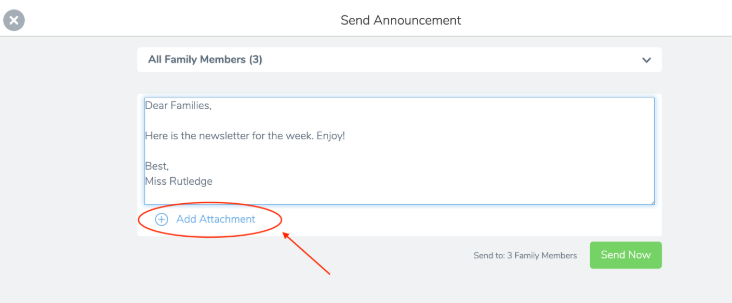 Send Announcement
All Family Members (3)
Dear Families,
Here is the newsletter for the week. Enjoy!
Best,
Miss Rutledge
Add Attachment
Send to: 3 Family Members
Send Now